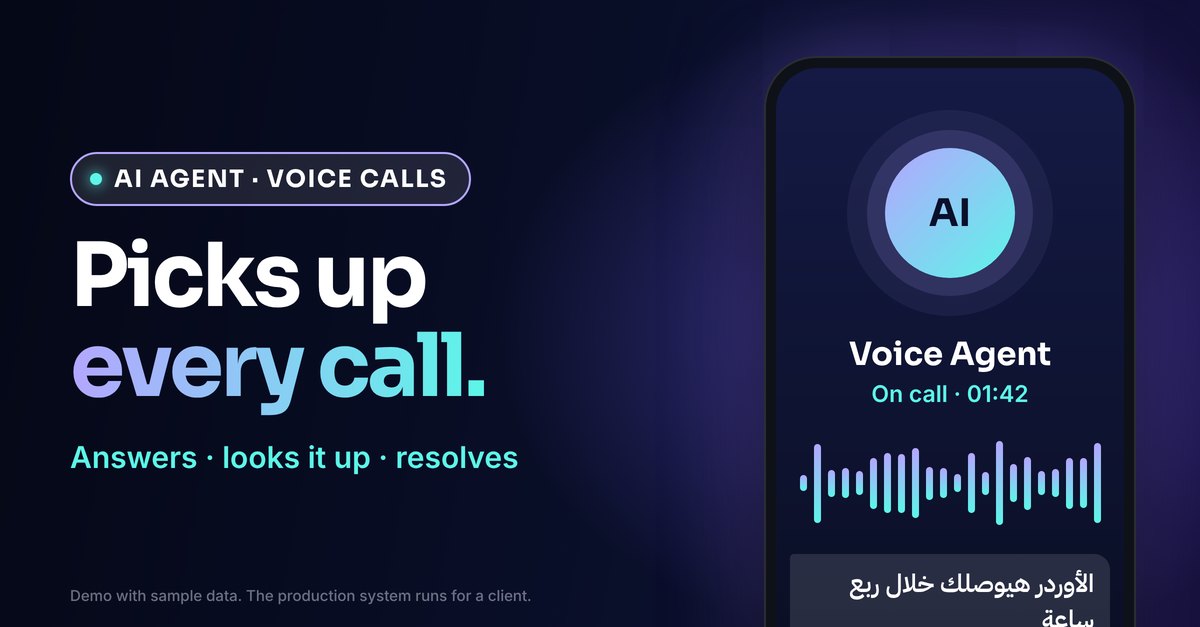 AI AGENT · VOICE CALLS
Picks up
every call.
Answers · looks it up · resolves
Demo with sample data. The production system runs for a client.
AI
Voice Agent
On call · 01:42
الأوردر هيوصلك خلال ربع
ساعة